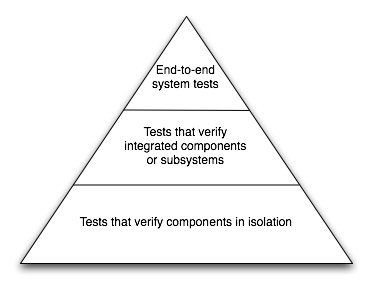 End-to-end
system tests
Tests that verify
integrated components
or subsystems
Tests that verify components in isolation